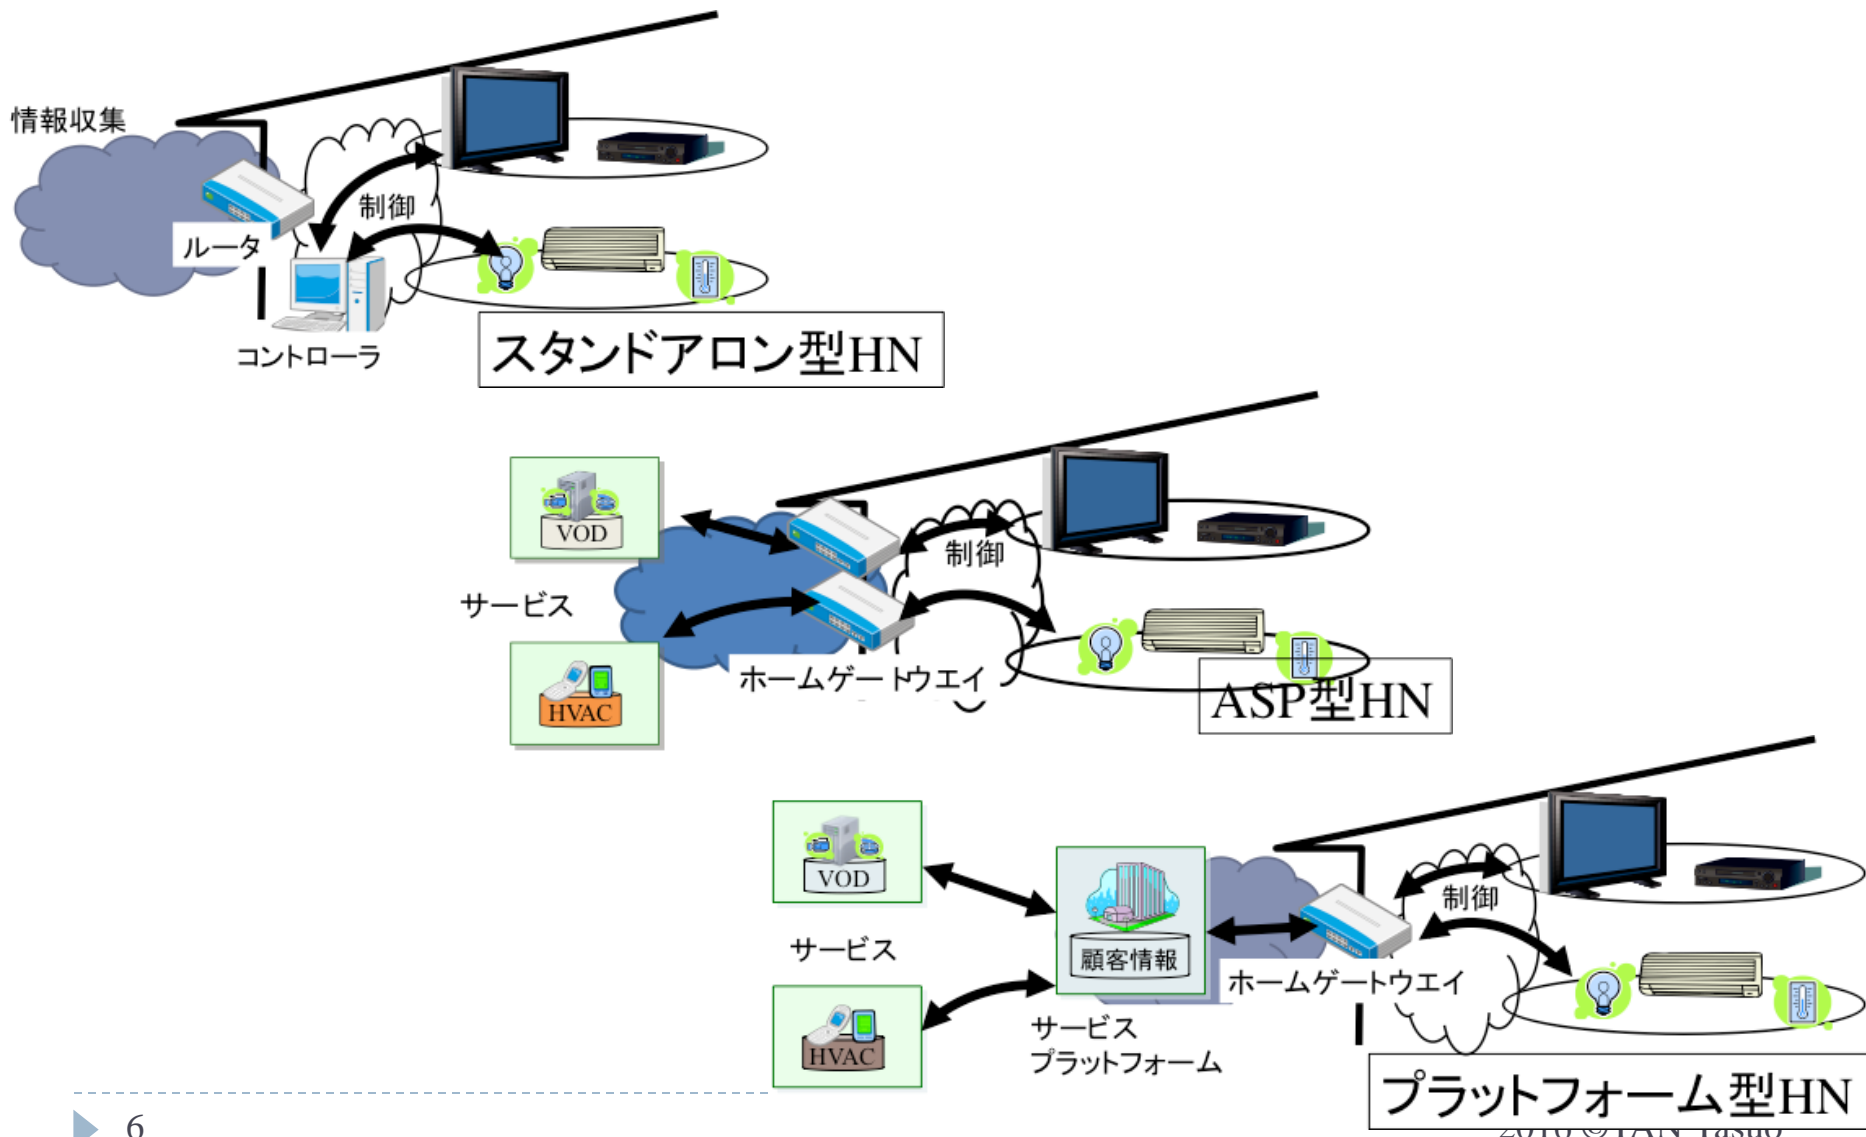 情報収集
制御
ルータ
コントローラ
スタンドアロン型HN
VOD
制御
サービス
ホームゲートウエイ
HVAC
ASP型HN
VOD
制御
サービス
顧客情報
ホームゲートウエイ
HVAC
サービス
プラットフォーム
プラットフォーム型HN
6
2010 ©TAN Yasuo